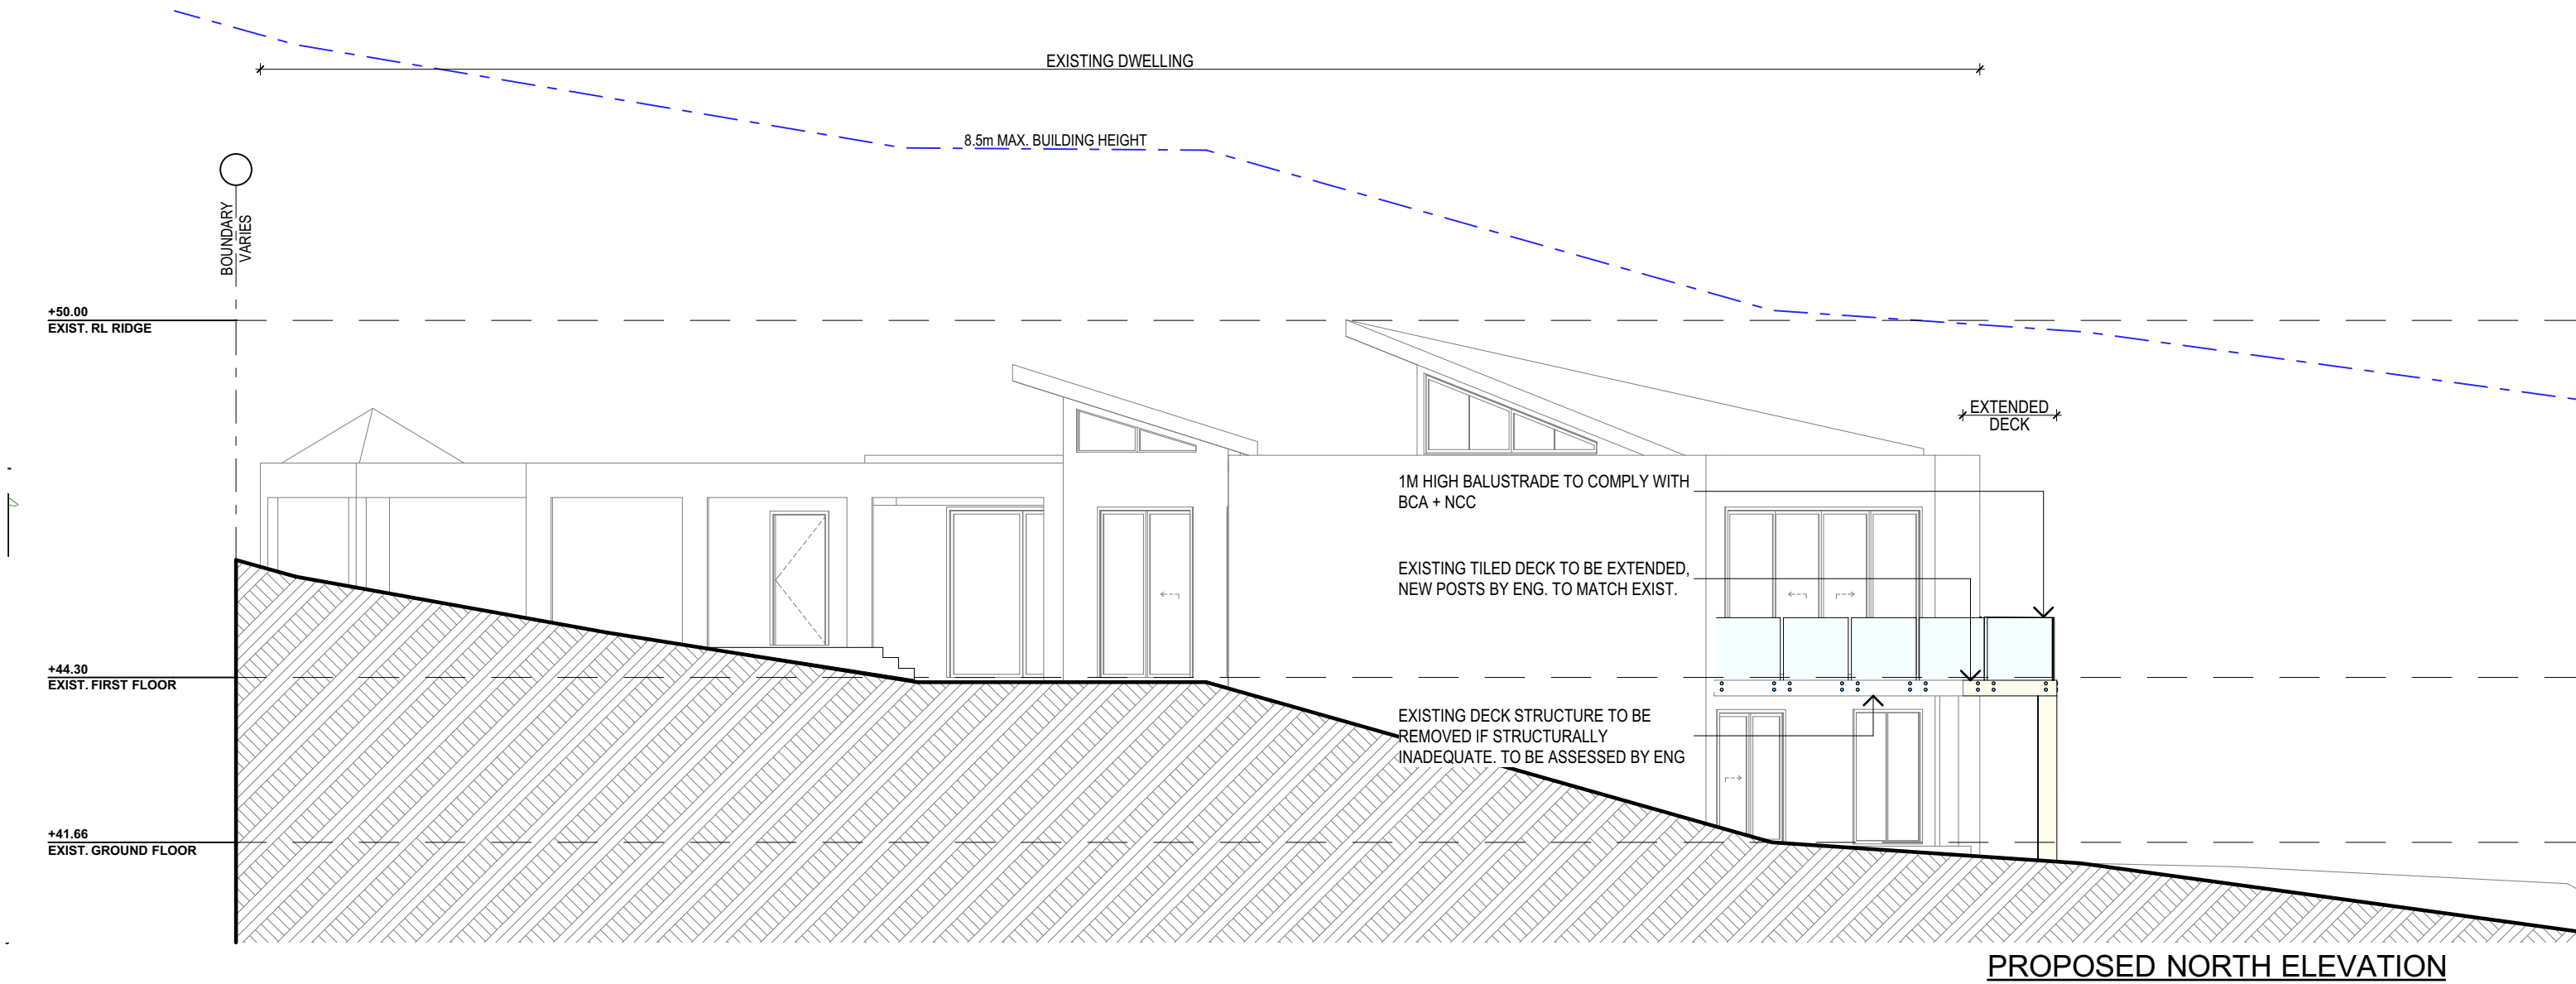 EXISTING DWELLING
8.5m MAX. BUILDING HEIGHT
BOUNDARY
VARIES
+50.00
EXIST. RL RIDGE
EXTENDED
DECK
1M HIGH BALUSTRADE TO COMPLY WITH
BCA + NCC
EXISTING TILED DECK TO BE EXTENDED,
NEW POSTS BY ENG. TO MATCH EXIST.
+44.30
EXIST. FIRST FLOOR
EXISTING DECK STRUCTURE TO BE
REMOVED IF STRUCTURALLY
INADEQUATE. TO BE ASSESSED BY ENG
+41.66
EXIST. GROUND FLOOR
PROPOSED NORTH ELEVATION